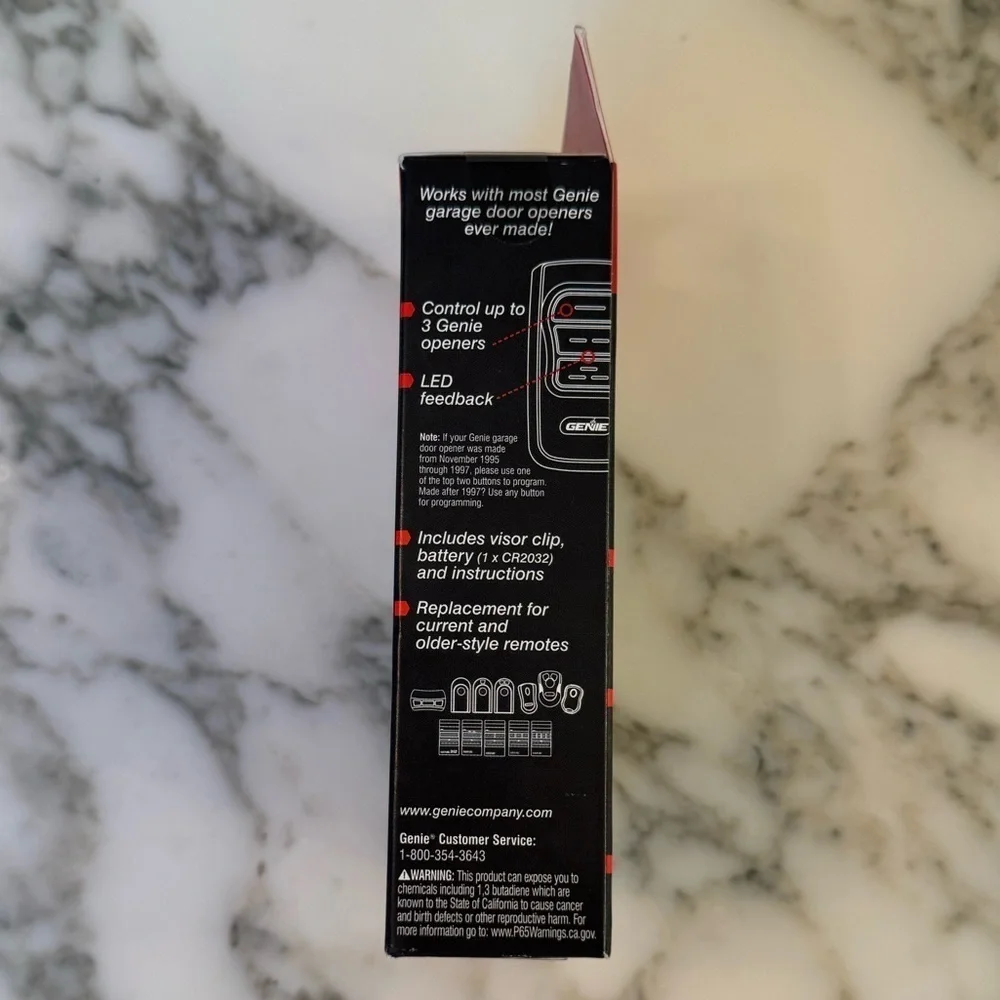 Works with most Genie
garage door openers
ever made!
Control up to
3 Genie
openers
LED
feedback
GENIE
Note: If your Genie garage
door opener was made
from November 1995
through 1997, please use one
of the top two buttons to program.
Made after 1997? Use any button
for programming.
Includes visor clip,
battery (1 x CR2032)
and instructions
Replacement for
current and
older-style remotes
www.geniecompany.com
Genie® Customer Service:
1-800-354-3643
⚠WARNING: This product can expose you to
chemicals including 1,3 butadiene which are
known to the State of California to cause cancer
and birth defects or other reproductive harm. For
more information go to: www.P65Warnings.ca.gov.